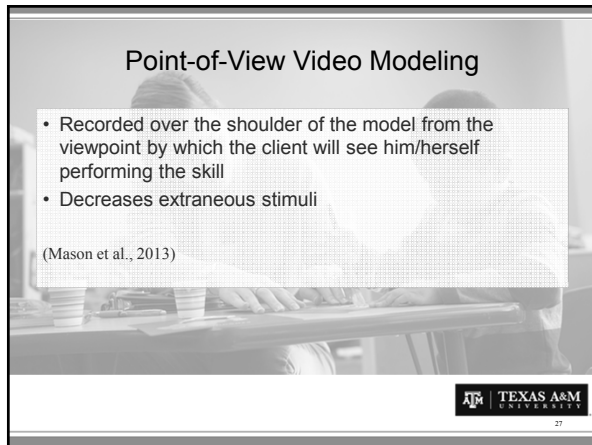 Point-of-View Video Modeling
• Recorded over the shoulder of the model from the
viewpoint by which the client will see him/herself
performing the skill
• Decreases extraneous stimuli
(Mason et al., 2013)
ATM | TEXAS A&M
UNIVERSITY
27